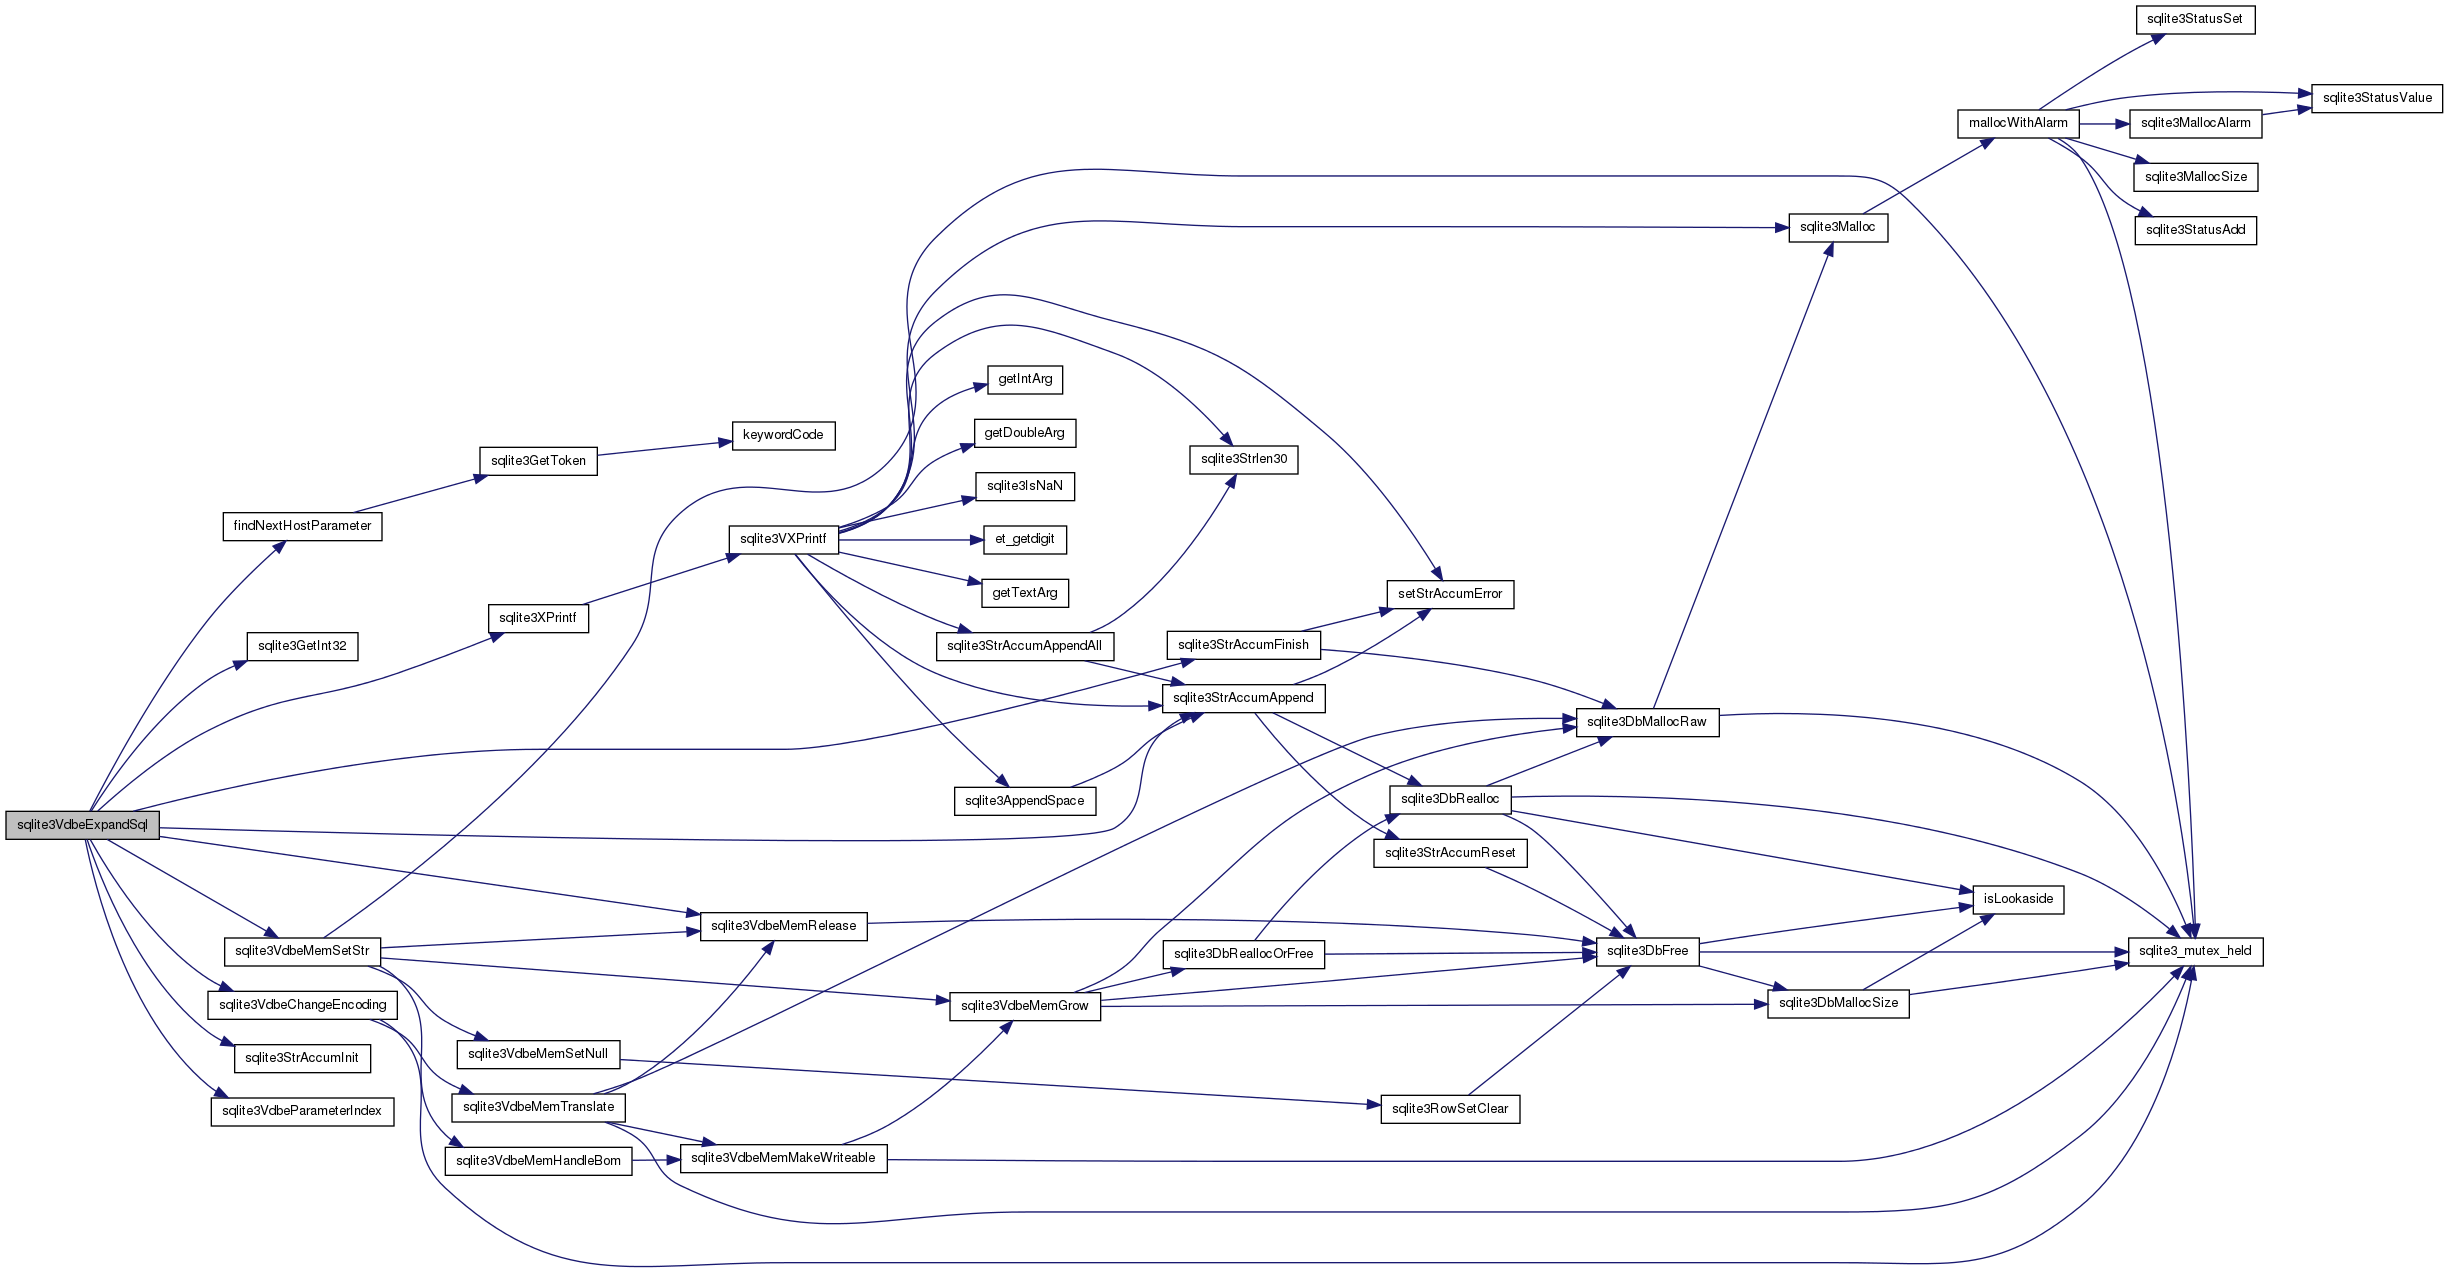 sqlite3StatusSet
sqlite3StatusValue
mallocWithAlarm
sqlite3MallocAlarm
sqlite3MallocSize
sqlite3Malloc
sqlite3StatusAdd
getIntArg
keywordCode
getDoubleArg
sqlite3GetToken
sqlite3Strlen30
sqlite3IsNaN
findNextHostParameter
sqlite3VXPrintf
et_getdigit
getTextArg
setStrAccumError
sqlite3XPrintf
sqlite3GetInt32
sqlite3StrAccumAppendAll
sqlite3StrAccumFinish
sqlite3StrAccumAppend
sqlite3DbMallocRaw
sqlite3AppendSpace
sqlite3DbRealloc
sqlite3VdbeExpandSql
sqlite3StrAccumReset
isLookaside
sqlite3VdbeMemRelease
sqlite3VdbeMemSetStr
sqlite3DbReallocOrFree
sqlite3DbFree
sqlite3_mutex_held
sqlite3VdbeChangeEncoding
sqlite3VdbeMemGrow
sqlite3DbMallocSize
sqlite3StrAccumInit
sqlite3VdbeMemSetNull
sqlite3VdbeParameterIndex
sqlite3VdbeMemTranslate
sqlite3RowSetClear
sqlite3VdbeMemHandleBom
sqlite3VdbeMemMakeWriteable